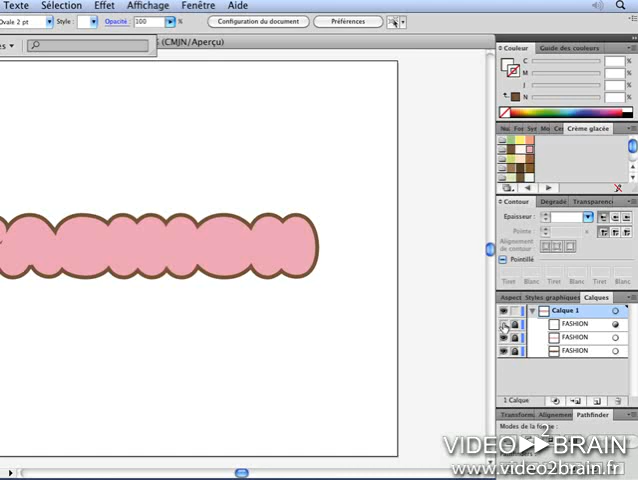 Texte Sélection Effet Affichage Fenêtre Aide
Ovale 2 pt Style : Opacité : 100 % Configuration du document Préférences
% (CMJN/Aperçu)
Couleur Guide des couleurs
C %
M
J
N %
Crème glacée
Contour Dégradé Transparence
Épaisseur :
Pointe : x
Alignement
de contour :
Pointillé
Tiret Blanc Tiret Blanc Tiret Blanc
Aspect Styles graphiques Calques
Calque 1
FASHION
FASHION
FASHION
1 Calque
Transform Alignement Pathfinder
Modes de la forme :
VIDEO2BRAIN
www.video2brain.fr